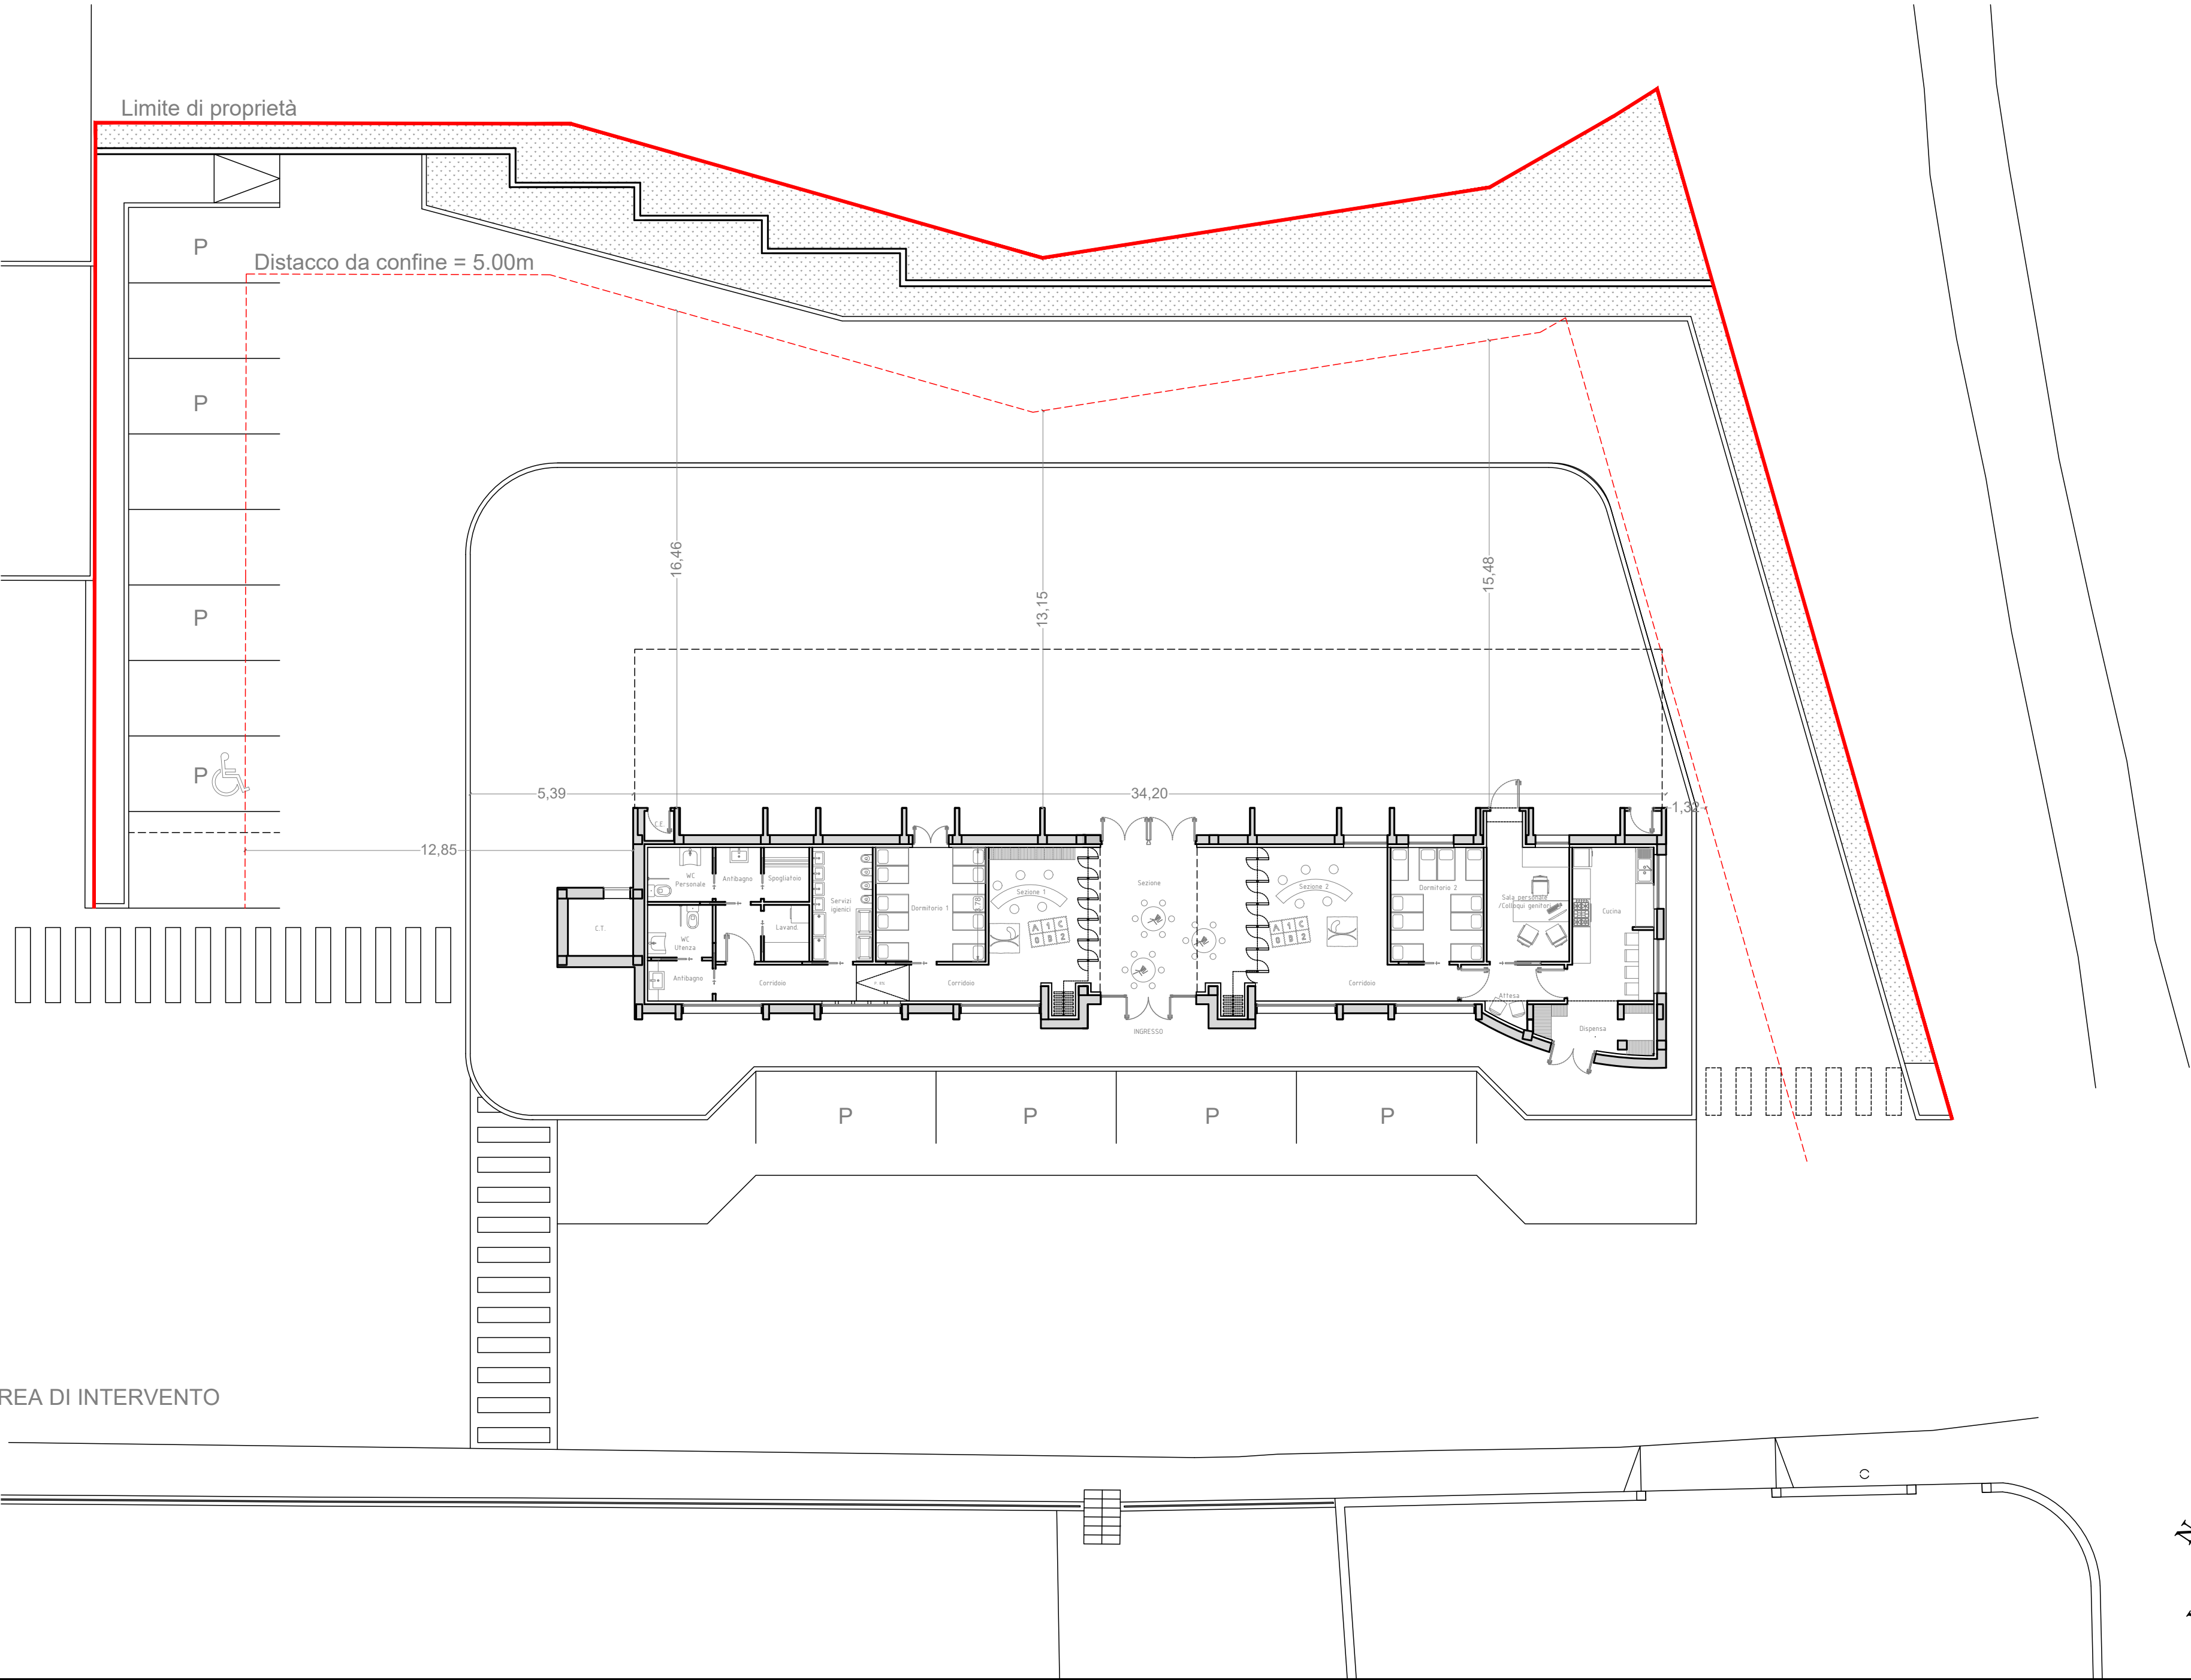 Limite di proprietà
P
Distacco da confine = 5.00m
P
16,46
15,48
13,15
P
P
5,39
34,20
1,32
12,85
C.E.
WC
Personale
Antibagno
Spogliatoio
Servizi
igienici
Dormitorio 1
Sezione 1
Sezione
Sezione 2
Dormitorio 2
Sala personale
/Colloqui genitori
Cucina
C.T.
WC
Utenza
Lavand.
A 1 C
A 1 C
Antibagno
Corridoio
Corridoio
Corridoio
Attesa
INGRESSO
Dispensa
P
P
P
P
REA DI INTERVENTO
N